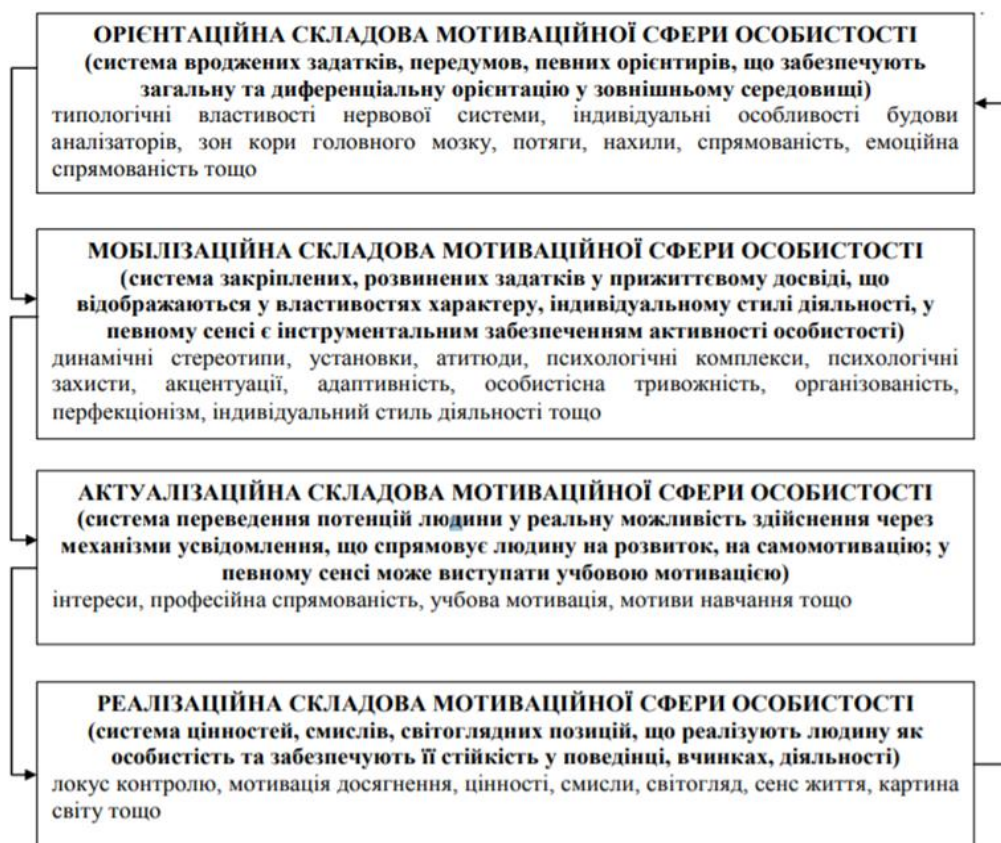 ОРІЄНТАЦІЙНА СКЛАДОВА МОТИВАЦІЙНОЇ СФЕРИ ОСОБИСТОСТІ
(система вроджених задатків, передумов, певних орієнтирів, що забезпечують
загальну та диференціальну орієнтацію у зовнішньому середовищі)
типологічні властивості нервової системи, індивідуальні особливості будови
аналізаторів, зон кори головного мозку, потяги, нахили, спрямованість, емоційна
спрямованість тощо
МОБІЛІЗАЦІЙНА СКЛАДОВА МОТИВАЦІЙНОЇ СФЕРИ ОСОБИСТОСТІ
(система закріплених, розвинених задатків у прижиттєвому досвіді, що
відображаються у властивостях характеру, індивідуальному стилі діяльності, у
певному сенсі є інструментальним забезпеченням активності особистості)
динамічні стереотипи, установки, атитюди, психологічні комплекси, психологічні
захисти, акцентуації, адаптивність, особистісна тривожність, організованість,
перфекціонізм, індивідуальний стиль діяльності тощо
АКТУАЛІЗАЦІЙНА СКЛАДОВА МОТИВАЦІЙНОЇ СФЕРИ ОСОБИСТОСТІ
(система переведення потенцій людини у реальну можливість здійснення через
механізми усвідомлення, що спрямовує людину на розвиток, на самомотивацію; у
певному сенсі може виступати учбовою мотивацією)
інтереси, професійна спрямованість, учбова мотивація, мотиви навчання тощо
РЕАЛІЗАЦІЙНА СКЛАДОВА МОТИВАЦІЙНОЇ СФЕРИ ОСОБИСТОСТІ
(система цінностей, смислів, світоглядних позицій, що реалізують людину як
особистість та забезпечують її стійкість у поведінці, вчинках, діяльності)
локус контролю, мотивація досягнення, цінності, смисли, світогляд, сенс життя, картина
світу тощо